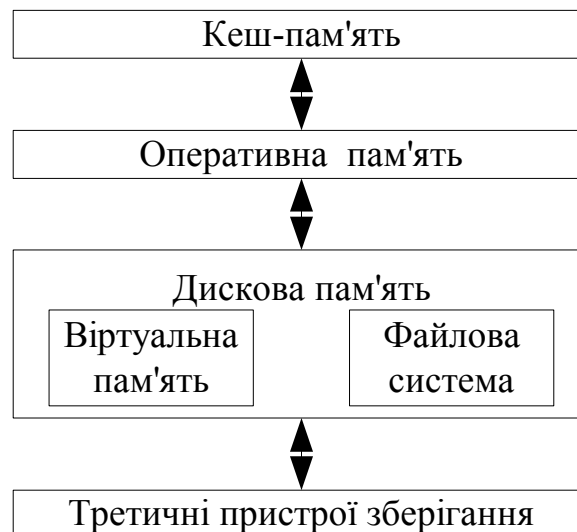 Кеш-пам'ять
Оперативна пам'ять
Дискова пам'ять
Віртуальна
пам'ять
Файлова
система
Третичні пристрої зберігання